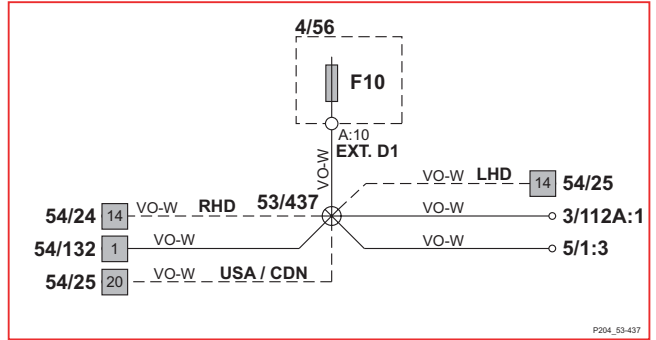 4/56
F10
A:10
EXT. D1
VO-W
VO-W LHD 14 54/25
54/24 14 VO-W RHD 53/437 VO-W 3/112A:1
54/132 1 VO-W VO-W 5/1:3
54/25 20 VO-W USA / CDN
P204_53-437